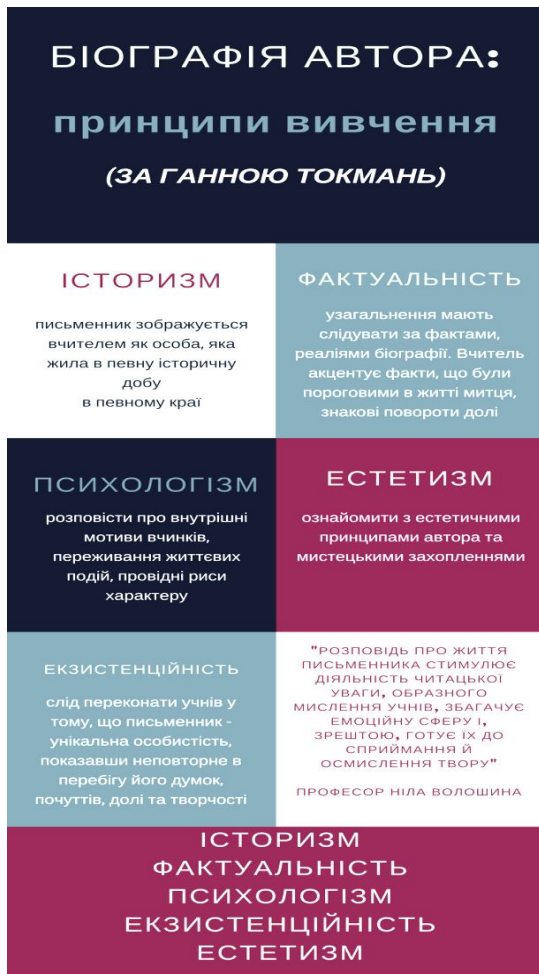 БІОГРАФІЯ АВТОРА:
принципи вивчення
(ЗА ГАННОЮ ТОКМАНЬ)
ІСТОРИЗМ
письменник зображується
вчителем як особа, яка
жила в певну історичну
добу
в певному краї
ФАКТУАЛЬНІСТЬ
узагальнення мають
слідувати за фактами,
реаліями біографії. Вчитель
акцентує факти, що були
пороговими в житті митця,
знакові повороти долі
ПСИХОЛОГІЗМ
розповісти про внутрішні
мотиви вчинків,
переживання життєвих
подій, провідні риси
характеру
ЕСТЕТИЗМ
ознайомити з естетичними
принципами автора та
мистецькими захопленнями
ЕКЗИСТЕНЦІЙНІСТЬ
слід переконати учнів у
тому, що письменник -
унікальна особистість,
показавши неповторне в
перебігу його думок,
почуттів, долі та творчості
"РОЗПОВІДЬ ПРО ЖИТТЯ
ПИСЬМЕННИКА СТИМУЛЮЄ
ДІЯЛЬНІСТЬ ЧИТАЦЬКОЇ
УВАГИ, ОБРАЗНОГО
МИСЛЕННЯ УЧНІВ, ЗБАГАЧУЄ
ЕМОЦІЙНУ СФЕРУ І,
ЗРЕШТОЮ, ГОТУЄ ЇХ ДО
СПРИЙМАННЯ Й
ОСМИСЛЕННЯ ТВОРУ"
ПРОФЕСОР НІЛА ВОЛОШИНА
ІСТОРИЗМ
ФАКТУАЛЬНІСТЬ
ПСИХОЛОГІЗМ
ЕКЗИСТЕНЦІЙНІСТЬ
ЕСТЕТИЗМ